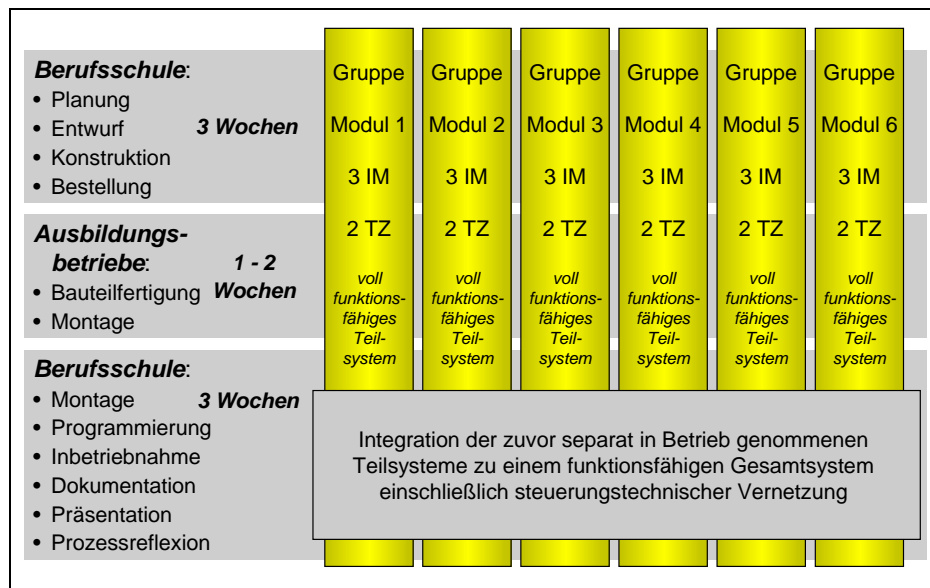 Berufsschule:
• Planung
• Entwurf
3 Wochen
• Konstruktion
• Bestellung
Ausbildungs-
betriebe:
1 - 2
Wochen
• Bauteilfertigung
• Montage
Berufsschule:
• Montage
3 Wochen
• Programmierung
• Inbetriebnahme
• Dokumentation
• Präsentation
• Prozessreflexion
Gruppe
Modul 1
3 IM
2 TZ
voll
funktions-
fähiges
Teil-
system
Gruppe
Modul 2
3 IM
2 TZ
voll
funktions-
fähiges
Teil-
system
Gruppe
Modul 3
3 IM
2 TZ
voll
funktions-
fähiges
Teil-
system
Gruppe
Modul 4
3 IM
2 TZ
voll
funktions-
fähiges
Teil-
system
Gruppe
Modul 5
3 IM
2 TZ
voll
funktions-
fähiges
Teil-
system
Gruppe
Modul 6
3 IM
2 TZ
voll
funktions-
fähiges
Teil-
system
Integration der zuvor separat in Betrieb genommenen
Teilsysteme zu einem funktionsfähigen Gesamtsystem
einschließlich steuerungstechnischer Vernetzung